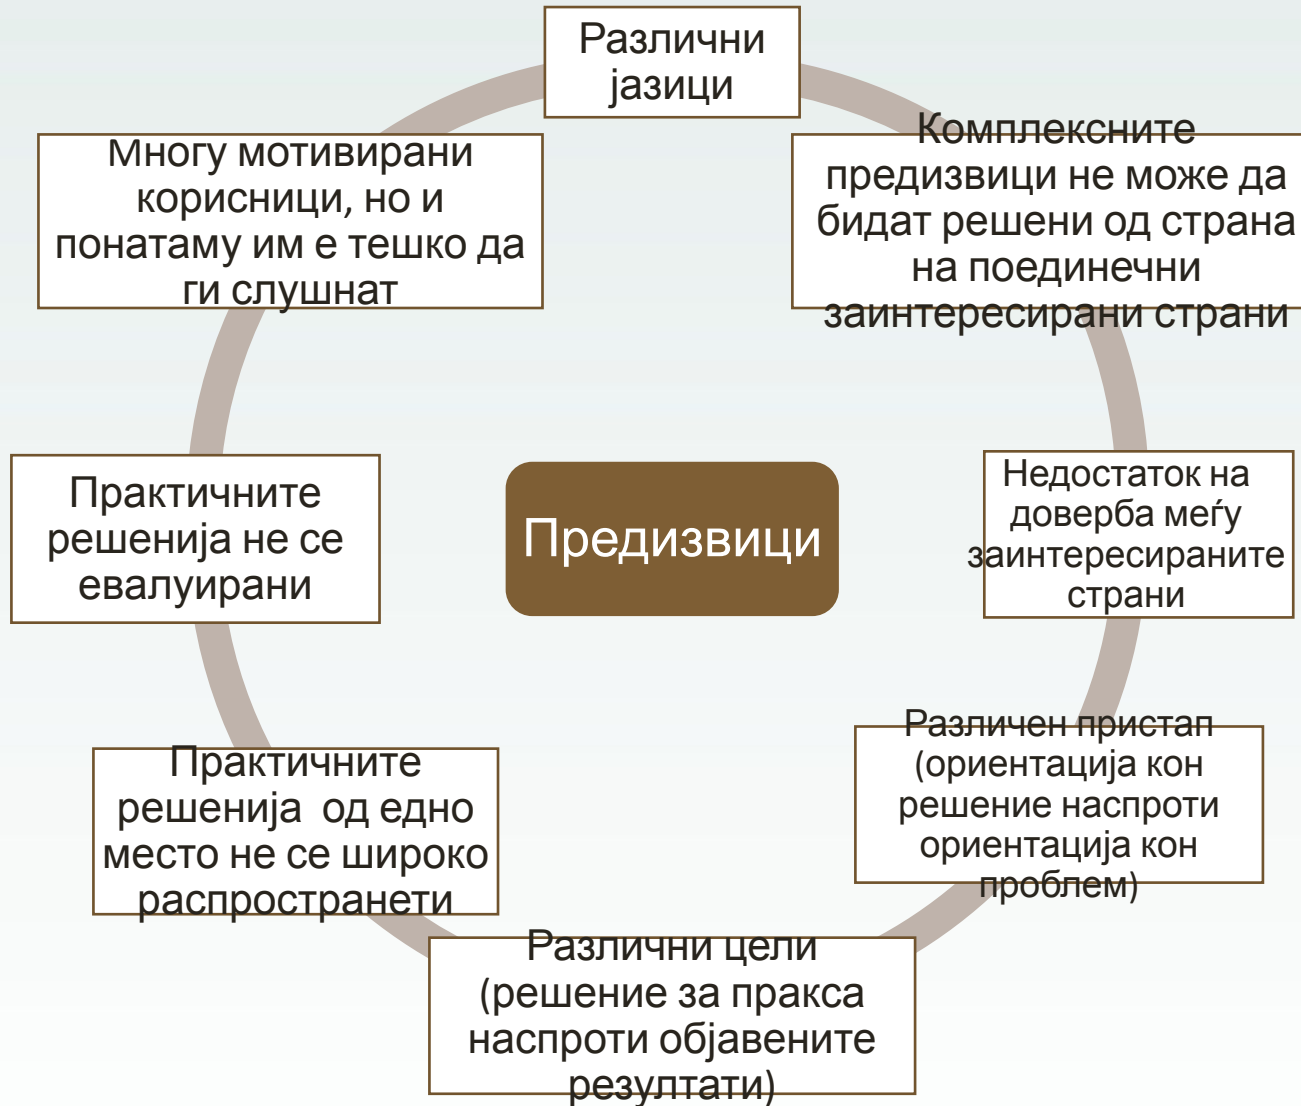 Различни
јазици
Комплексните
предизвици не може да
бидат решени од страна
на поединечни
заинтересирани страни
Недостаток на
доверба меѓу
заинтересираните
страни
Различен пристап
(ориентација кон
решение наспроти
ориентација кон
проблем)
Различни цели
(решение за пракса
наспроти објавените
резултати)
Практичните
решенија од едно
место не се широко
распространети
Практичните
решенија не се
евалуирани
Многу мотивирани
корисници, но и
понатаму им е тешко да
ги слушнат
Предизвици